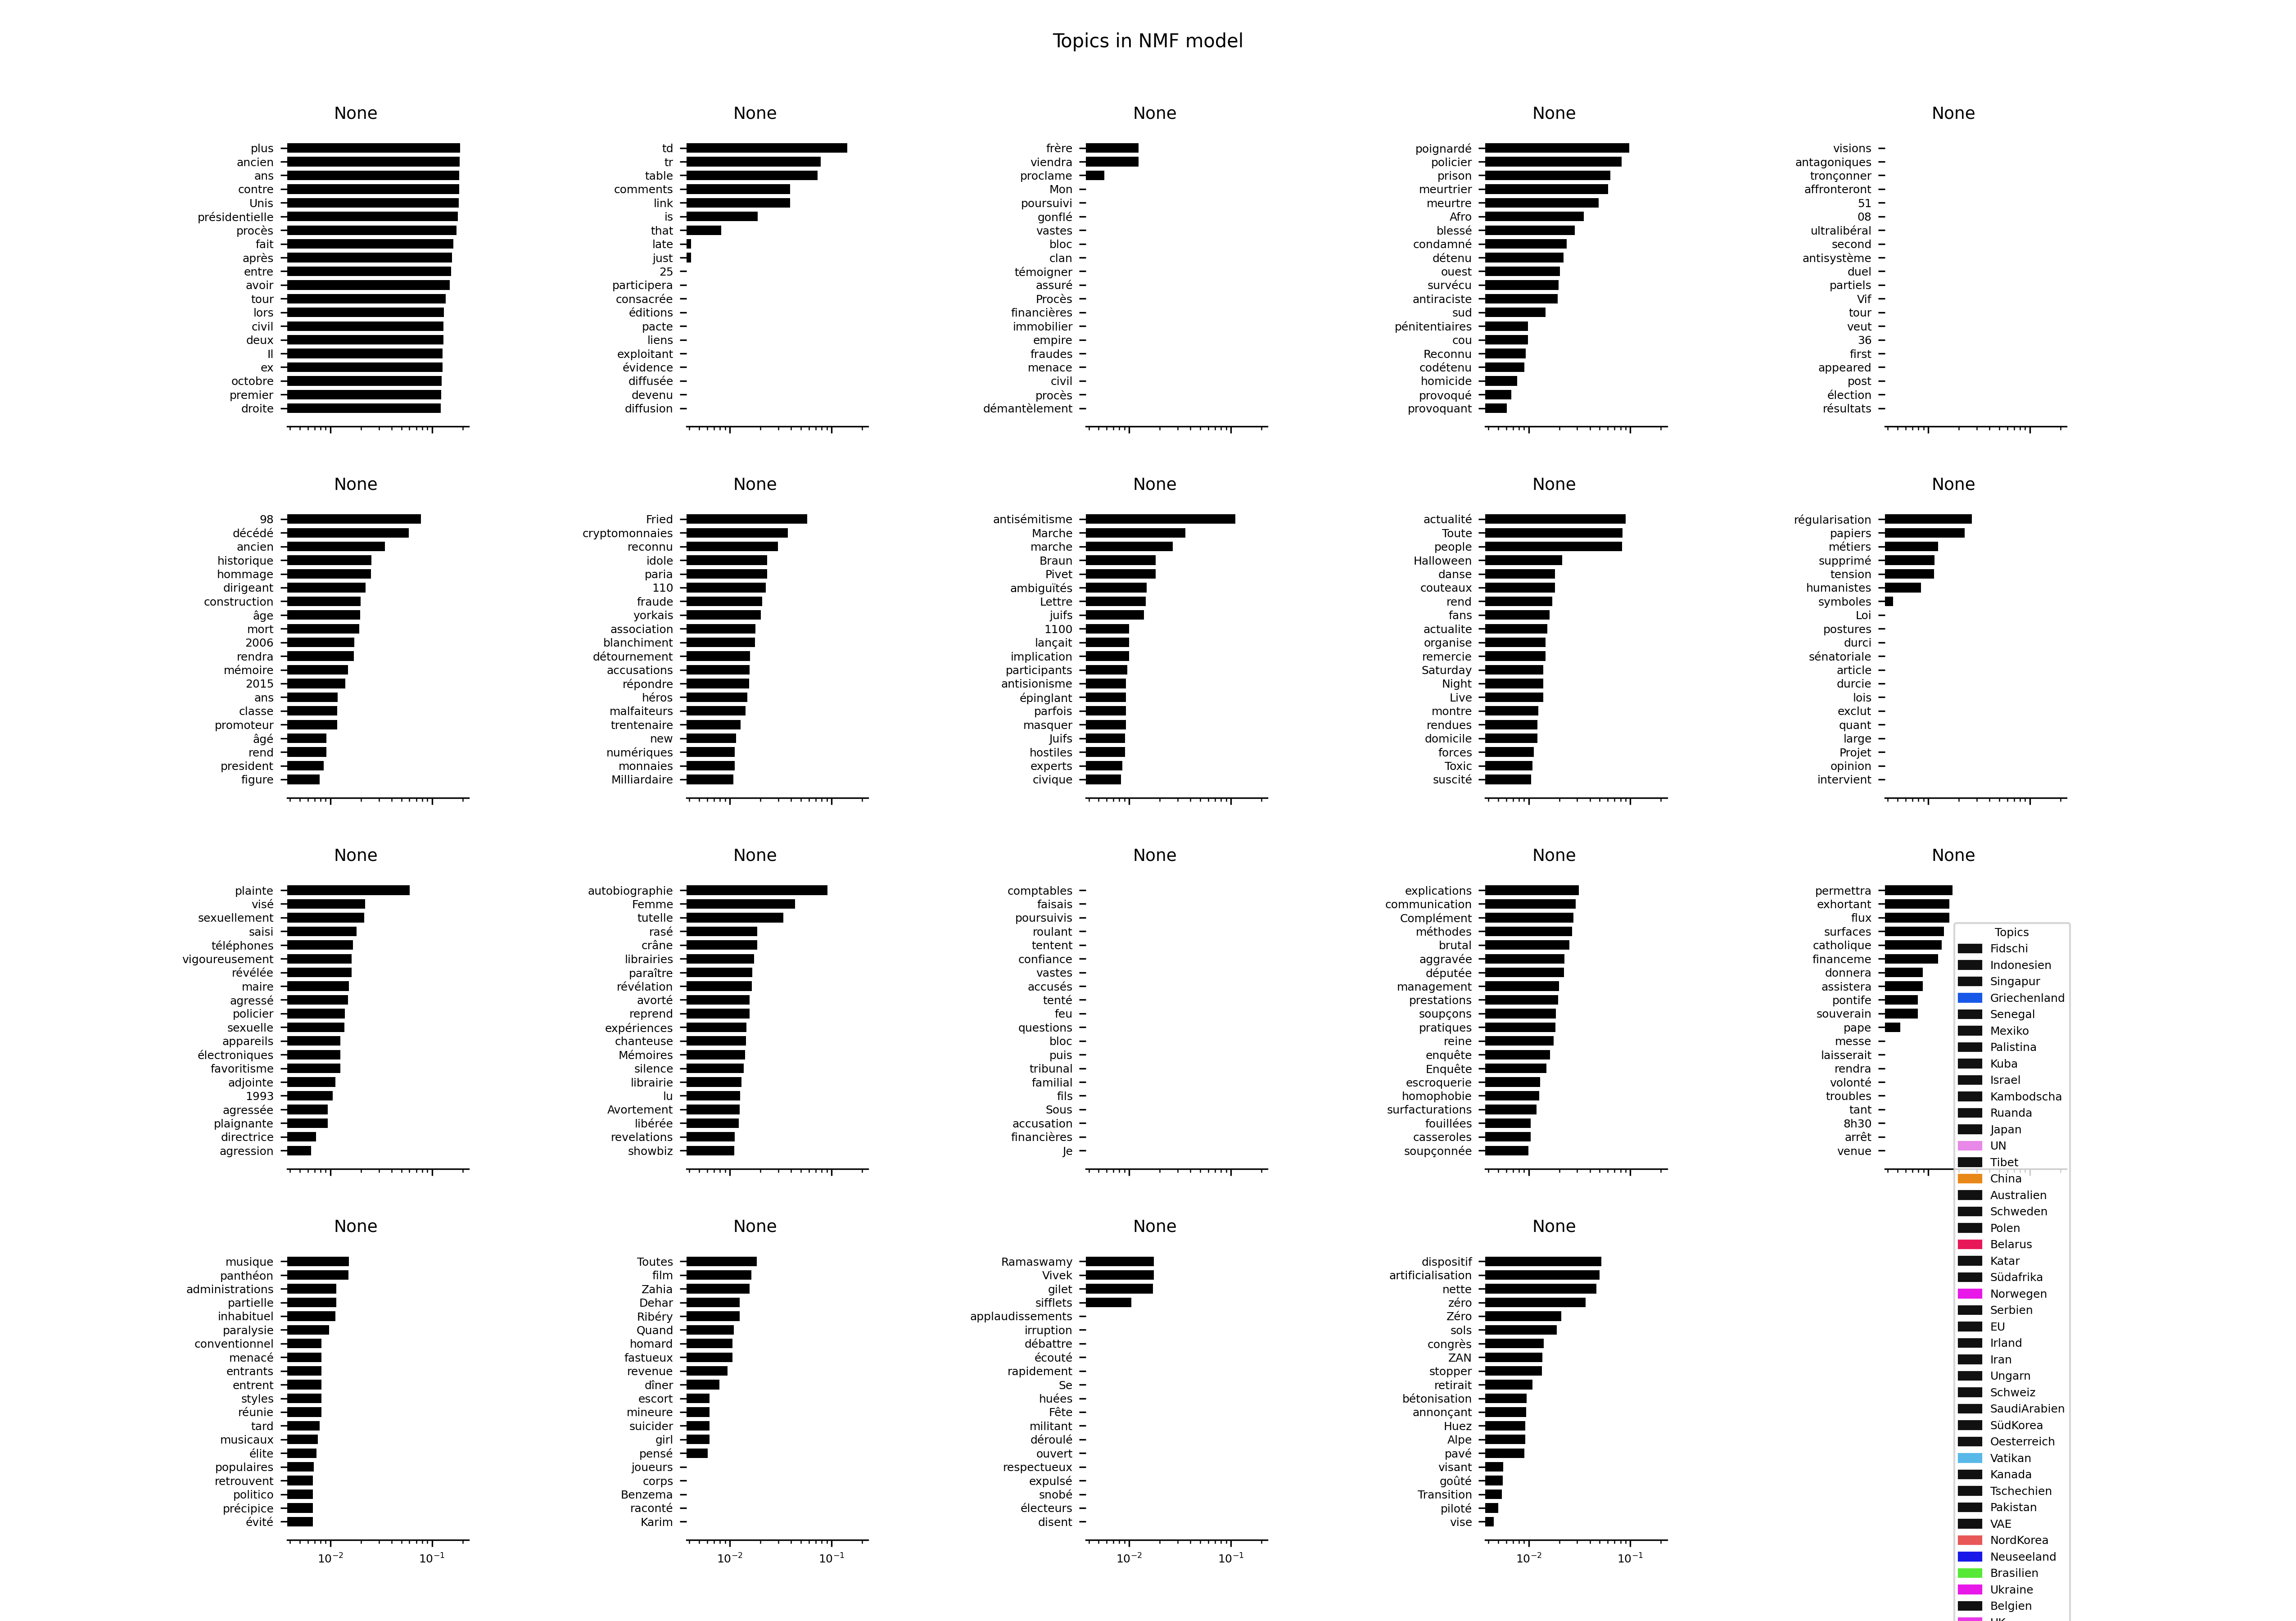 Topics in NMF model
None
plus
ancien
ans
contre
Unis
présidentielle
procès
fait
après
entre
avoir
tour
lors
civil
deux
Il
ex
octobre
premier
droite
None
td
tr
table
comments
link
is
that
late
just
25
participera
consacrée
éditions
pacte
liens
exploitant
évidence
diffusée
devenu
diffusion
None
frère
viendra
proclame
Mon
poursuivi
gonflé
vastes
bloc
clan
témoigner
assuré
Procès
financières
immobilier
empire
fraudes
menace
civil
procès
démantèlement
None
poignardé
policier
prison
meurtrier
meurtre
Afro
blessé
condamné
détenu
ouest
survécu
antiraciste
sud
pénitentiaires
cou
Reconnu
codétenu
homicide
provoqué
provoquant
None
visions
antagoniques
tronçonner
affronteront
51
08
ultralibéral
second
antisystème
duel
partiels
Vif
tour
veut
36
first
appeared
post
élection
résultats
None
98
décédé
ancien
historique
hommage
dirigeant
construction
âge
mort
2006
rendra
mémoire
2015
ans
classe
promoteur
âgé
rend
president
figure
None
Fried
cryptomonnaies
reconnu
idole
paria
110
fraude
yorkais
association
blanchiment
détournement
accusations
répondre
héros
malfaiteurs
trentenaire
new
numériques
monnaies
Milliardaire
None
antisémitisme
Marche
marche
Braun
Pivet
ambiguïtés
Lettre
juifs
1100
lançait
implication
participants
antisionisme
épinglant
parfois
masquer
Juifs
hostiles
experts
civique
None
actualité
Toute
people
Halloween
danse
couteaux
rend
fans
actualite
organise
remercie
Saturday
Night
Live
montre
rendues
domicile
forces
Toxic
suscité
None
régularisation
papiers
métiers
supprimé
tension
humanistes
symboles
Loi
postures
durci
sénatoriale
article
durcie
lois
exclut
quant
large
Projet
opinion
intervient
None
plainte
visé
sexuellement
saisi
téléphones
vigoureusement
révélée
maire
agressé
policier
sexuelle
appareils
électroniques
favoritisme
adjointe
1993
agressée
plaignante
directrice
agression
None
autobiographie
Femme
tutelle
rasé
crâne
librairies
paraître
révélation
avorté
reprend
expériences
chanteuse
Mémoires
silence
librairie
lu
Avortement
libérée
revelations
showbiz
None
comptables
faisais
poursuivis
roulant
tentent
confiance
vastes
accusés
tenté
feu
questions
bloc
puis
tribunal
familial
fils
Sous
accusation
financières
Je
None
explications
communication
Complément
méthodes
brutal
aggravée
députée
management
prestations
soupçons
pratiques
reine
enquête
Enquête
escroquerie
homophobie
surfacturations
fouillées
casseroles
soupçonnée
None
permettra
exhortant
flux
surfaces
catholique
financeme
donnera
assistera
pontife
souverain
pape
messe
laisserait
rendra
volonté
troubles
tant
8h30
arrêt
venue
None
musique
panthéon
administrations
partielle
inhabituel
paralysie
conventionnel
menacé
entrants
entrent
styles
réunie
tard
musicaux
élite
populaires
retrouvent
politico
précipice
évité
10⁻² 10⁻¹
None
Toutes
film
Zahia
Dehar
Ribéry
Quand
homard
fastueux
revenue
dîner
escort
mineure
suicider
girl
pensé
joueurs
corps
Benzema
raconté
Karim
10⁻² 10⁻¹
None
Ramaswamy
Vivek
gilet
sifflets
applaudissements
irruption
débattre
écouté
rapidement
Se
huées
Fête
militant
déroulé
ouvert
respectueux
expulsé
snobé
électeurs
disent
10⁻² 10⁻¹
None
dispositif
artificialisation
nette
zéro
Zéro
sols
congrès
ZAN
stopper
retirait
bétonisation
annonçant
Huez
Alpe
pavé
visant
goûté
Transition
piloté
vise
10⁻² 10⁻¹
Topics
Fidschi
Indonesien
Singapur
Griechenland
Senegal
Mexiko
Palistina
Kuba
Israel
Kambodscha
Ruanda
Japan
UN
Tibet
China
Australien
Schweden
Polen
Belarus
Katar
Südafrika
Norwegen
Serbien
EU
Irland
Iran
Ungarn
Schweiz
SaudiArabien
SüdKorea
Oesterreich
Vatikan
Kanada
Tschechien
Pakistan
VAE
NordKorea
Neuseeland
Brasilien
Ukraine
Belgien